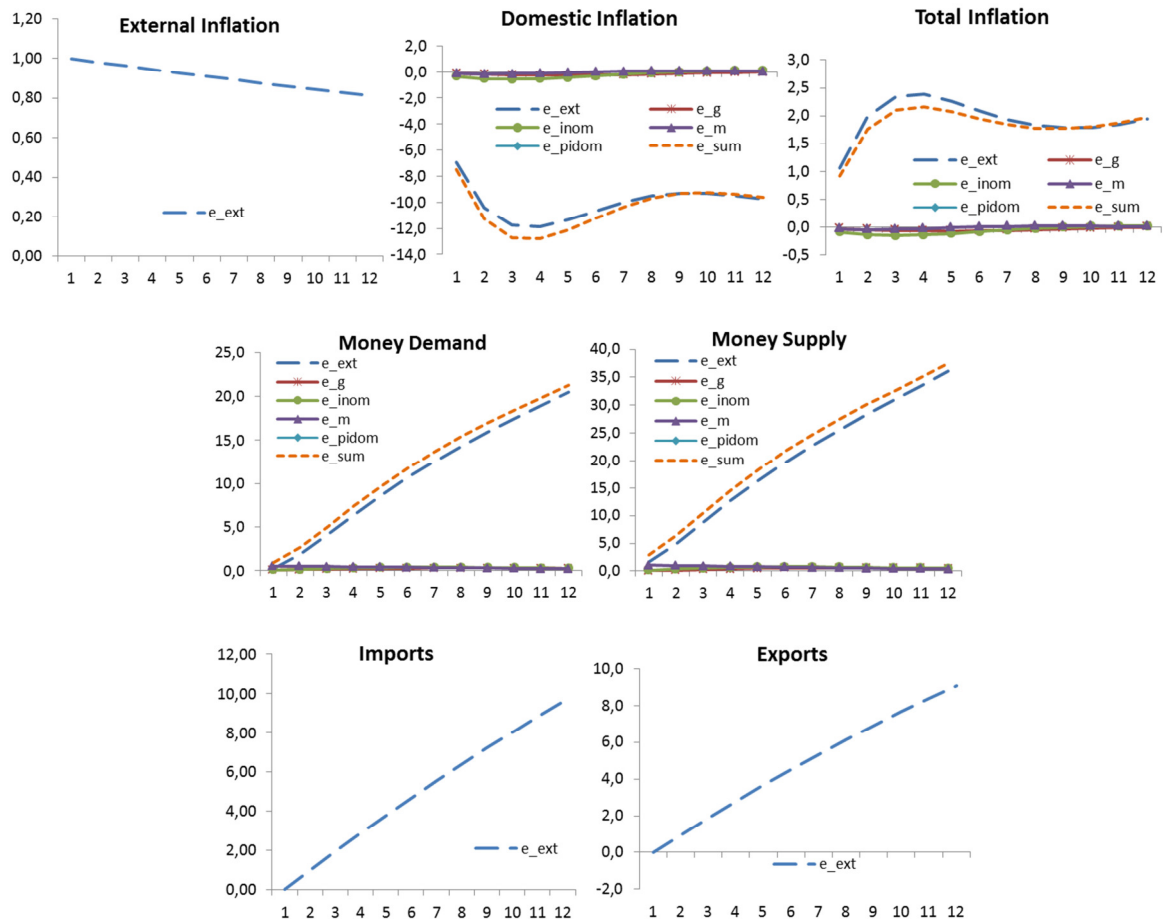 External Inflation
1,20
1,00
0,80
0,60
0,40
0,20
0,00
e_ext
1 2 3 4 5 6 7 8 9 10 11 12
Domestic Inflation
2,0
0,0
-2,0
-4,0
-6,0
-8,0
-10,0
-12,0
-14,0
e_ext e_g
e_inom e_m
e_pidom e_sum
1 2 3 4 5 6 7 8 9 10 11 12
Total Inflation
3,0
2,5
2,0
1,5
1,0
0,5
0,0
-0,5
e_ext e_g
e_inom e_m
e_pidom e_sum
1 2 3 4 5 6 7 8 9 10 11 12
Money Demand
25,0
20,0
15,0
10,0
5,0
0,0
e_ext
e_g
e_inom
e_m
e_pidom
e_sum
1 2 3 4 5 6 7 8 9 10 11 12
Money Supply
40,0
35,0
30,0
25,0
20,0
15,0
10,0
5,0
0,0
e_ext
e_g
e_inom
e_m
e_pidom
e_sum
1 2 3 4 5 6 7 8 9 10 11 12
Imports
12,00
10,00
8,00
6,00
4,00
2,00
0,00
e_ext
1 2 3 4 5 6 7 8 9 10 11 12
Exports
10,0
8,0
6,0
4,0
2,0
0,0
-2,0
e_ext
1 2 3 4 5 6 7 8 9 10 11 12